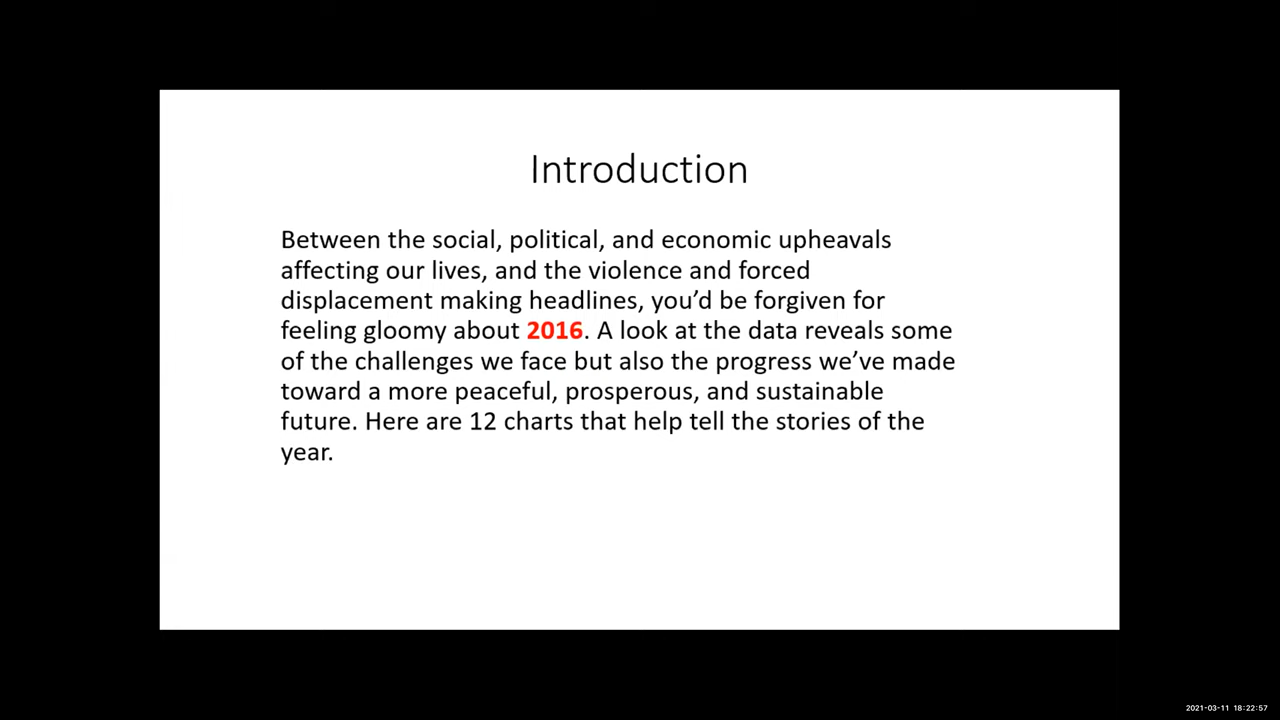 Introduction
Between the social, political, and economic upheavals
affecting our lives, and the violence and forced
displacement making headlines, you’d be forgiven for
feeling gloomy about 2016. A look at the data reveals some
of the challenges we face but also the progress we’ve made
toward a more peaceful, prosperous, and sustainable
future. Here are 12 charts that help tell the stories of the
year.
2021-03-11 18:22:57